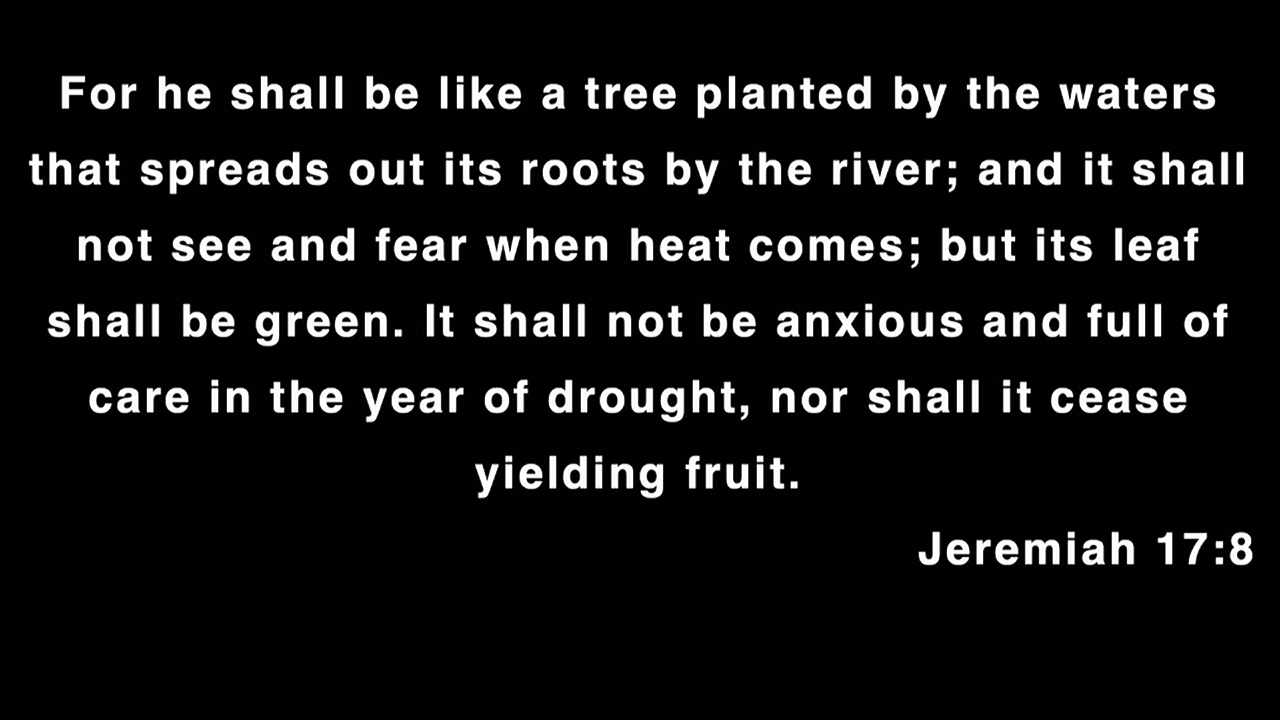 For he shall be like a tree planted by the waters
that spreads out its roots by the river; and it shall
not see and fear when heat comes; but its leaf
shall be green. It shall not be anxious and full of
care in the year of drought, nor shall it cease
yielding fruit.
Jeremiah 17:8